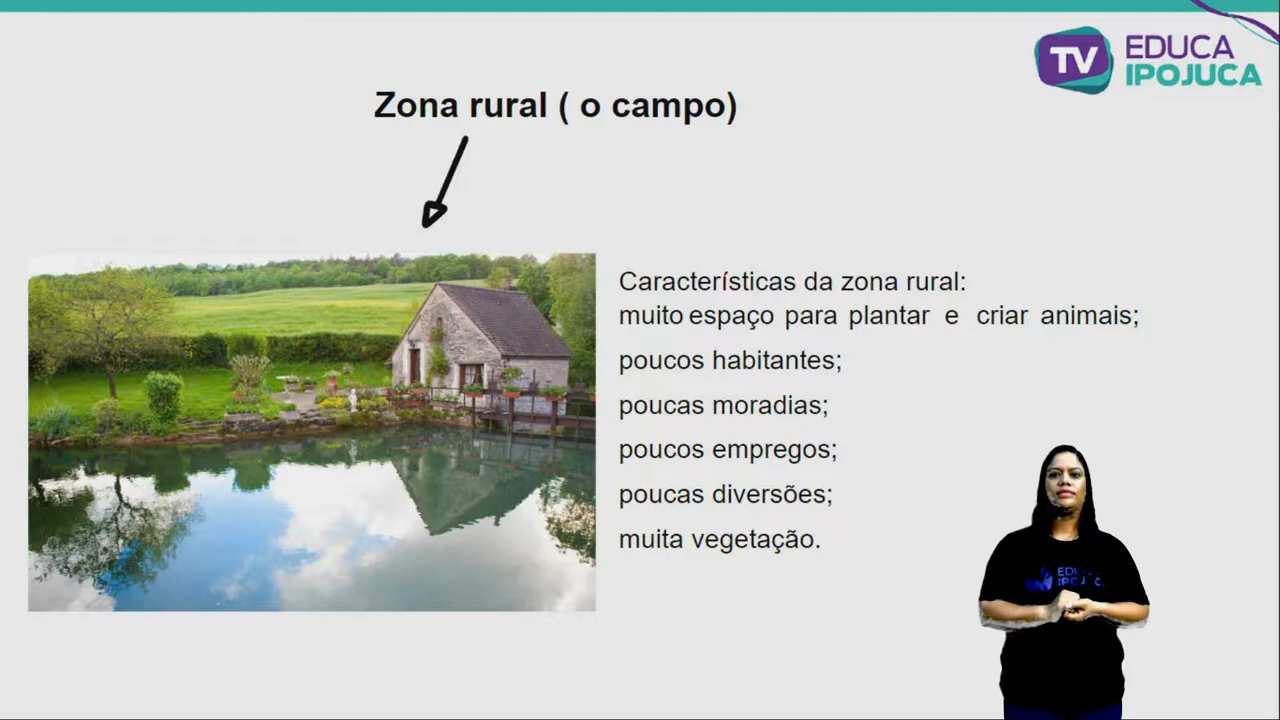 TV EDUCA
IPOJUCA
Zona rural ( o campo)
Características da zona rural:
muito espaço para plantar e criar animais;
poucos habitantes;
poucas moradias;
poucos empregos;
poucas diversões;
muita vegetação.